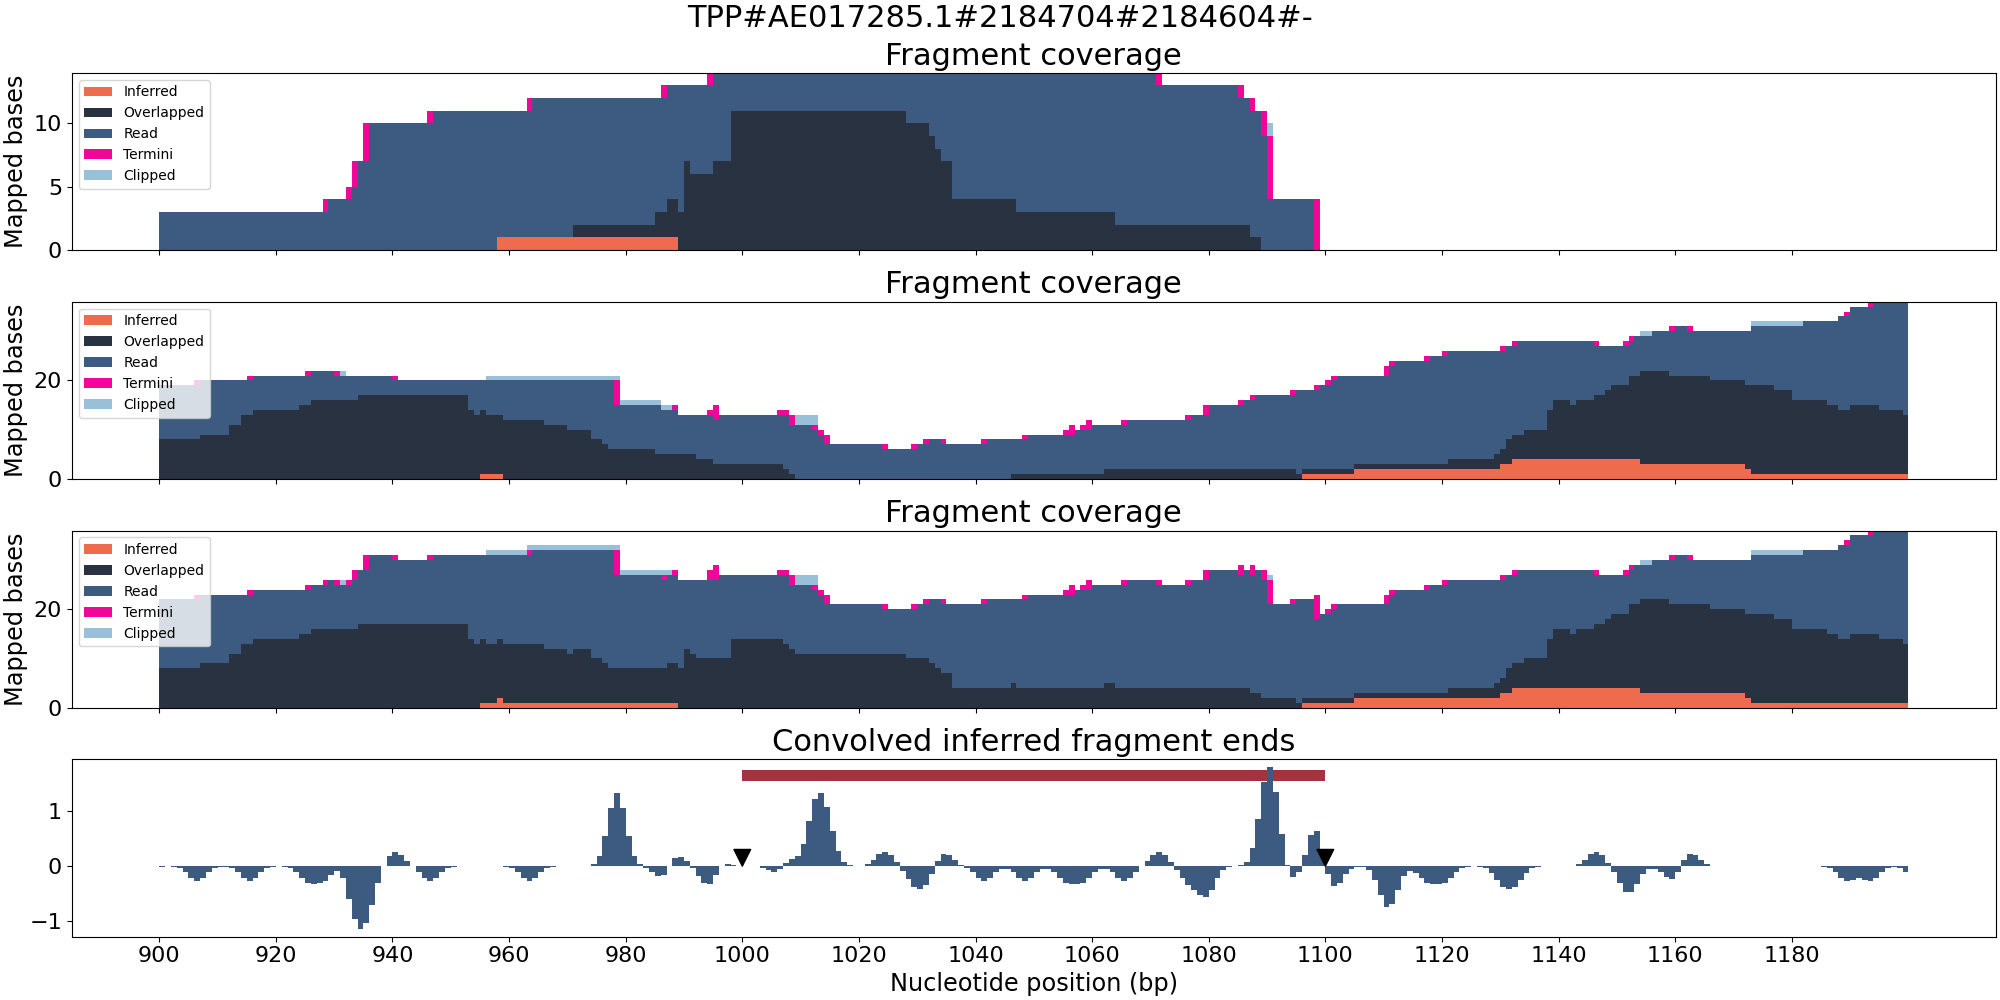 TPP#AE017285.1#2184704#2184604#-
Fragment coverage
Mapped bases
10
5
0
Inferred
Overlapped
Read
Termini
Clipped
Fragment coverage
Mapped bases
20
0
Inferred
Overlapped
Read
Termini
Clipped
Fragment coverage
Mapped bases
20
0
Inferred
Overlapped
Read
Termini
Clipped
Convolved inferred fragment ends
1
0
−1
900 920 940 960 980 1000 1020 1040 1060 1080 1100 1120 1140 1160 1180
Nucleotide position (bp)